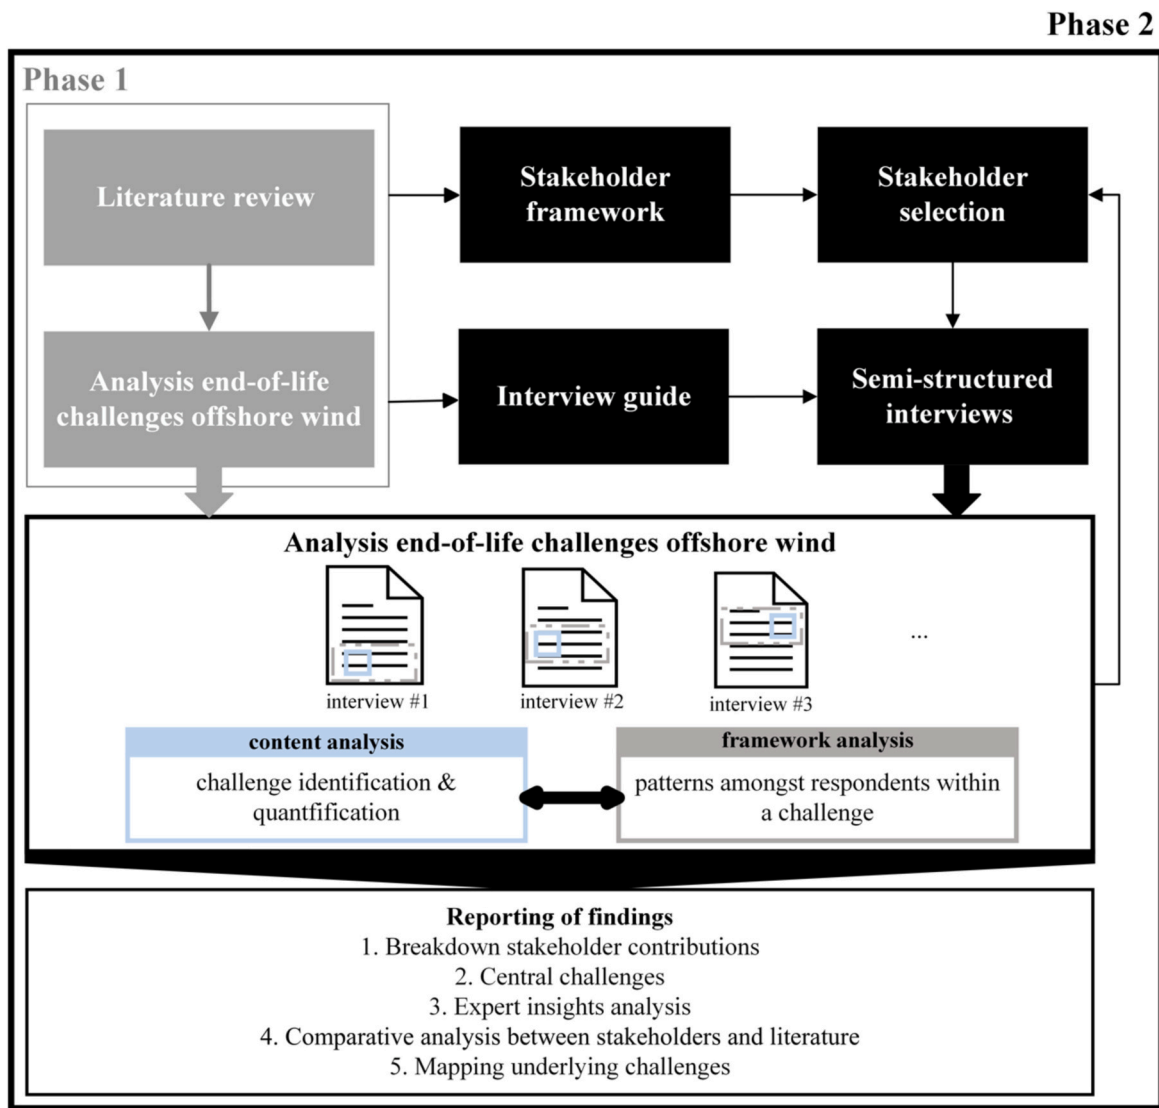 Phase 2
Phase 1
Literature review
Stakeholder
framework
Stakeholder
selection
Analysis end-of-life
challenges offshore wind
Interview guide
Semi-structured
interviews
Analysis end-of-life challenges offshore wind
...
interview #1
interview #2
interview #3
content analysis
challenge identification &
quantfification
framework analysis
patterns amongst respondents within
a challenge
Reporting of findings
1. Breakdown stakeholder contributions
2. Central challenges
3. Expert insights analysis
4. Comparative analysis between stakeholders and literature
5. Mapping underlying challenges